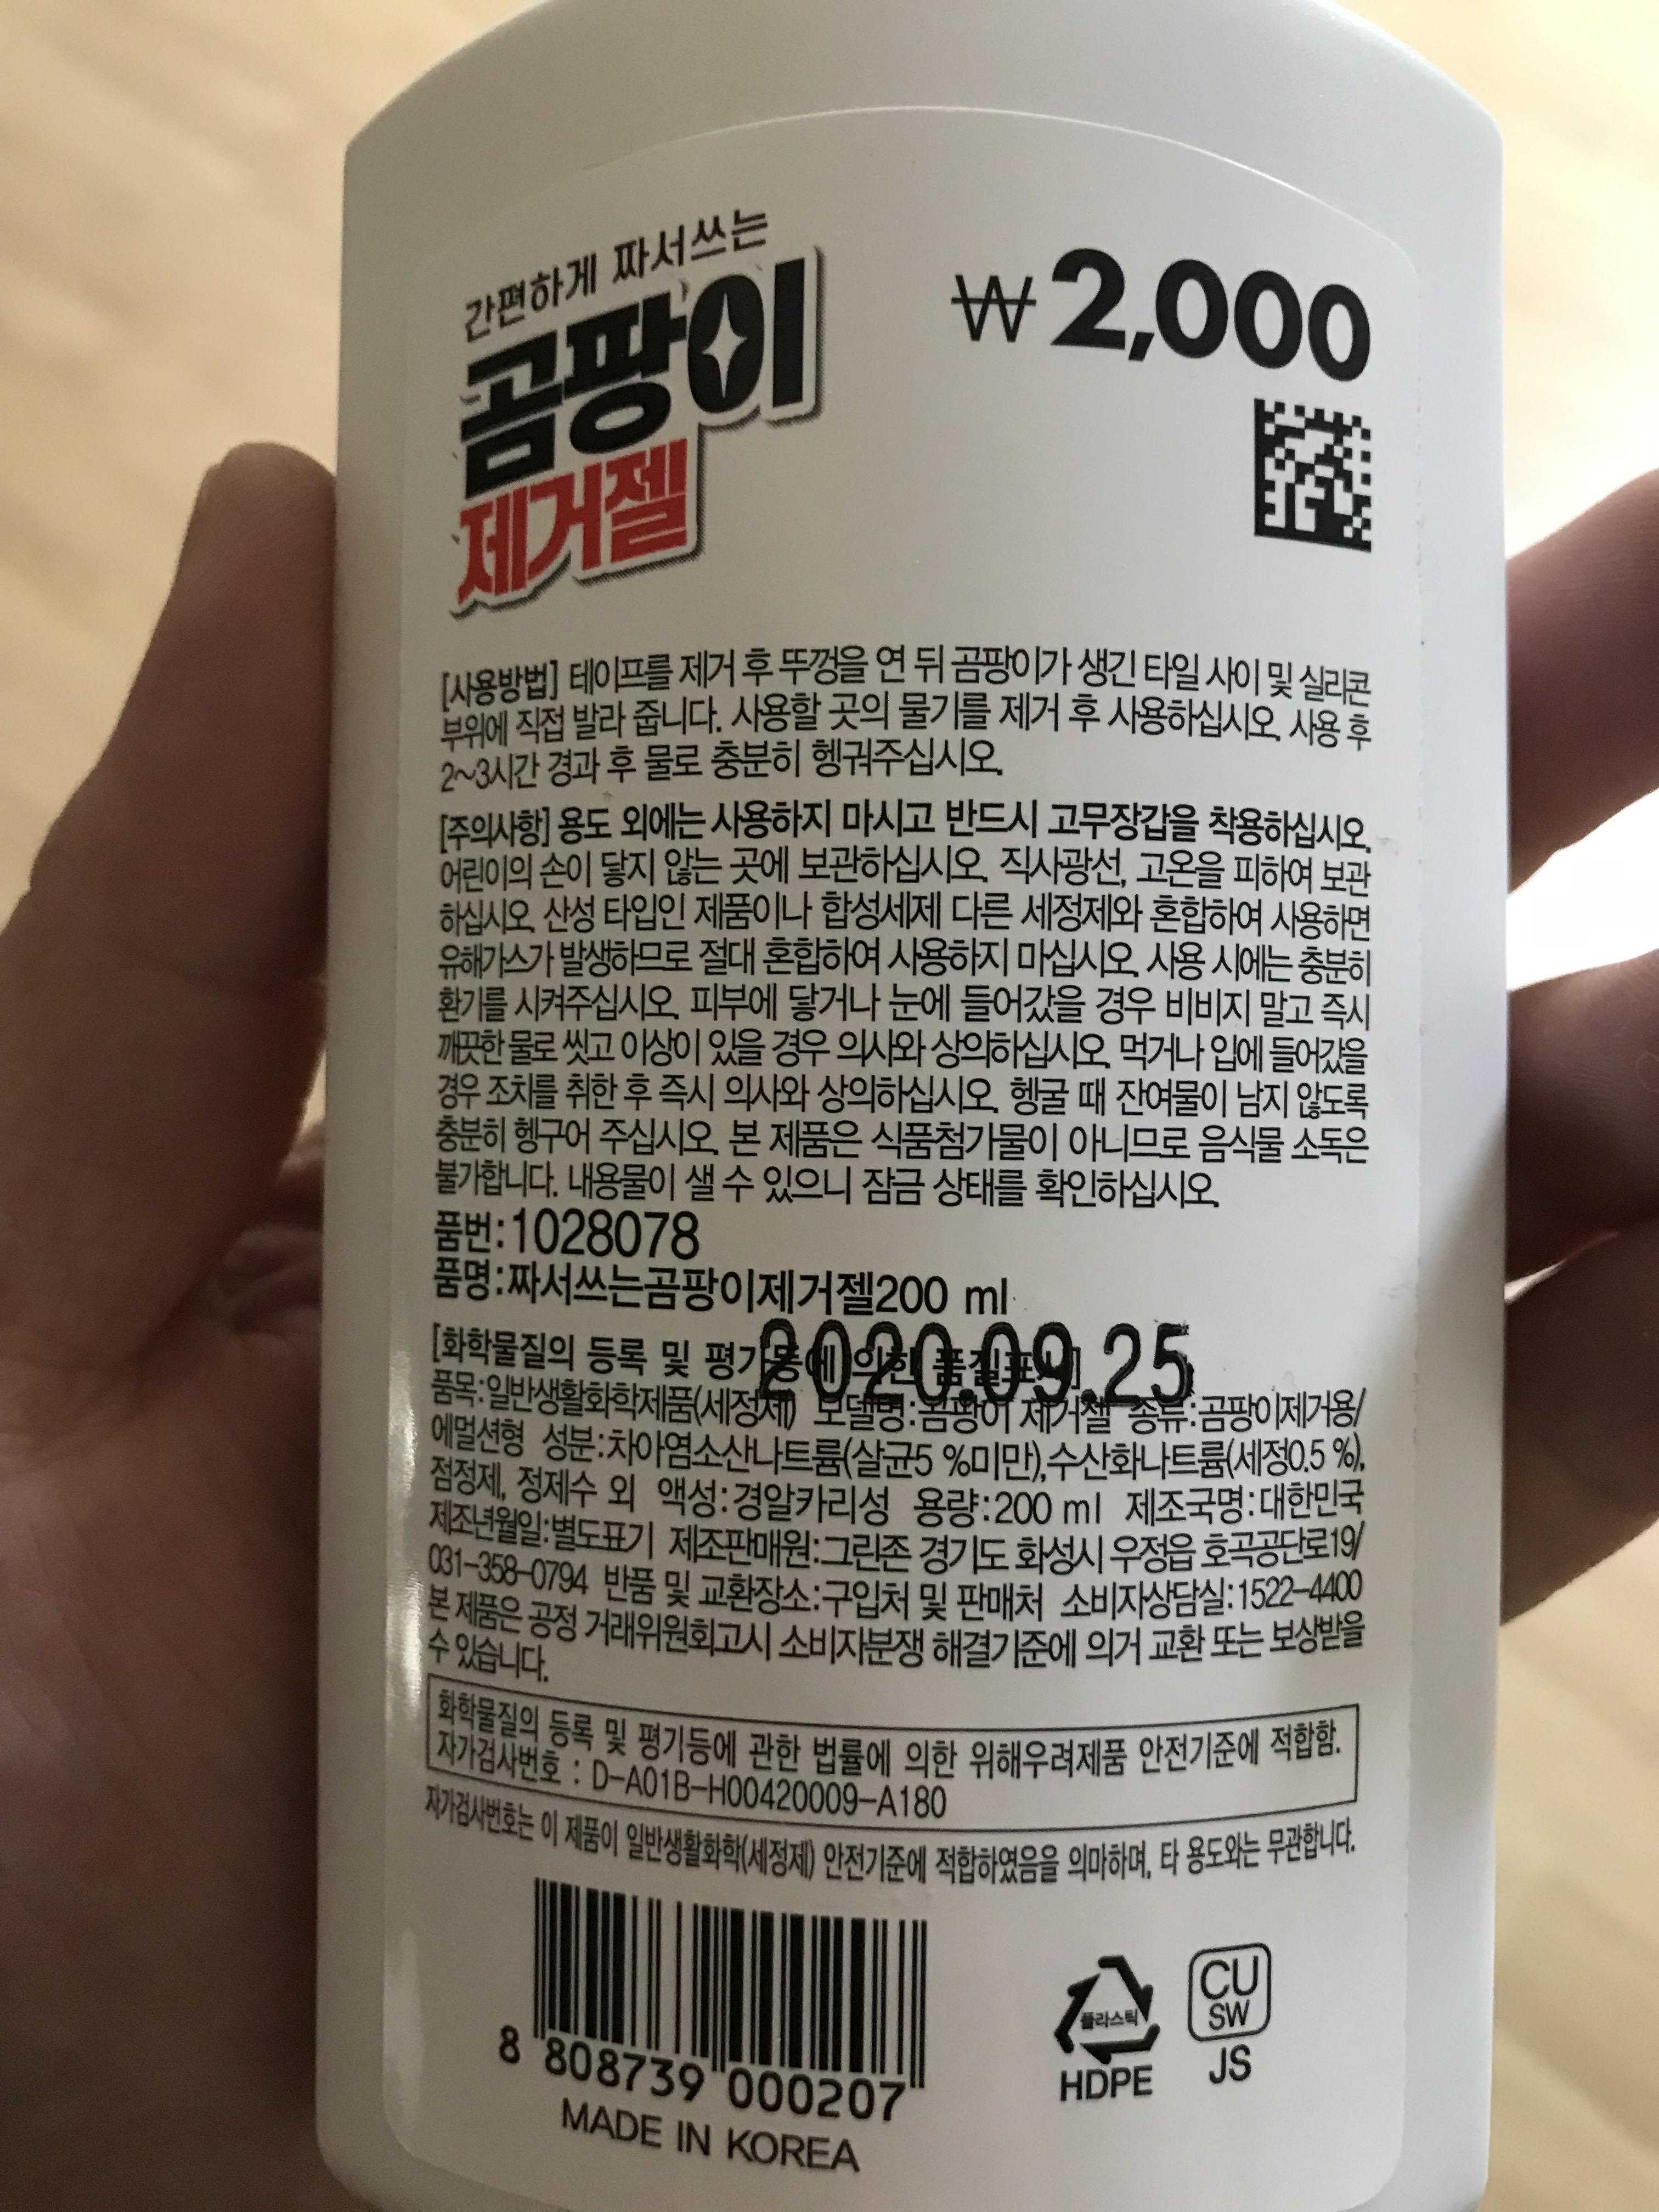 간편하게 짜서쓰는
곰팡이
제거젤
₩2,000
[사용방법] 테이프를 제거 후 뚜껑을 연 뒤 곰팡이가 생긴 타일 사이 및 실리콘
부위에 직접 발라 줍니다. 사용할 곳의 물기를 제거 후 사용하십시오. 사용 후
2~3시간 경과 후 물로 충분히 헹궈주십시오.
[주의사항] 용도 외에는 사용하지 마시고 반드시 고무장갑을 착용하십시오.
어린이의 손이 닿지 않는 곳에 보관하십시오. 직사광선, 고온을 피하여 보관
하십시오. 산성 타입인 제품이나 합성세제 다른 세정제와 혼합하여 사용하면
유해가스가 발생하므로 절대 혼합하여 사용하지 마십시오. 사용 시에는 충분히
환기를 시켜주십시오. 피부에 닿거나 눈에 들어갔을 경우 비비지 말고 즉시
깨끗한 물로 씻고 이상이 있을 경우 의사와 상의하십시오. 먹거나 입에 들어갔을
경우 조치를 취한 후 즉시 의사와 상의하십시오. 헹굴 때 잔여물이 남지 않도록
충분히 헹구어 주십시오. 본 제품은 식품첨가물이 아니므로 음식물 소독은
불가합니다. 내용물이 샐 수 있으니 잠금 상태를 확인하십시오.
품번:1028078
품명:짜서쓰는곰팡이제거젤200 ml
2020.09.25
[화학물질의 등록 및 평가등에 의한 품질표시]
품목:일반생활화학제품(세정제) 모델명:곰팡이 제거젤 종류:곰팡이제거용/
에멀션형 성분:차아염소산나트륨(살균5 %미만),수산화나트륨(세정0.5 %),
점정제, 정제수 외 액성:경알카리성 용량:200 ml 제조국명:대한민국
제조년월일:별도표기 제조판매원:그린존 경기도 화성시 우정읍 호곡공단로19/
031-358-0794 반품 및 교환장소:구입처 및 판매처 소비자상담실:1522-4400
본 제품은 공정 거래위원회고시 소비자분쟁 해결기준에 의거 교환 또는 보상받을
수 있습니다.
화학물질의 등록 및 평기등에 관한 법률에 의한 위해우려제품 안전기준에 적합함.
자가검사번호 : D-A01B-H00420009-A180
자가검사번호는 이 제품이 일반생활화학(세정제) 안전기준에 적합하였음을 의마하며, 타 용도와는 무관합니다.
8 808739 000207
MADE IN KOREA
플라스틱
HDPE
CU
SW
JS